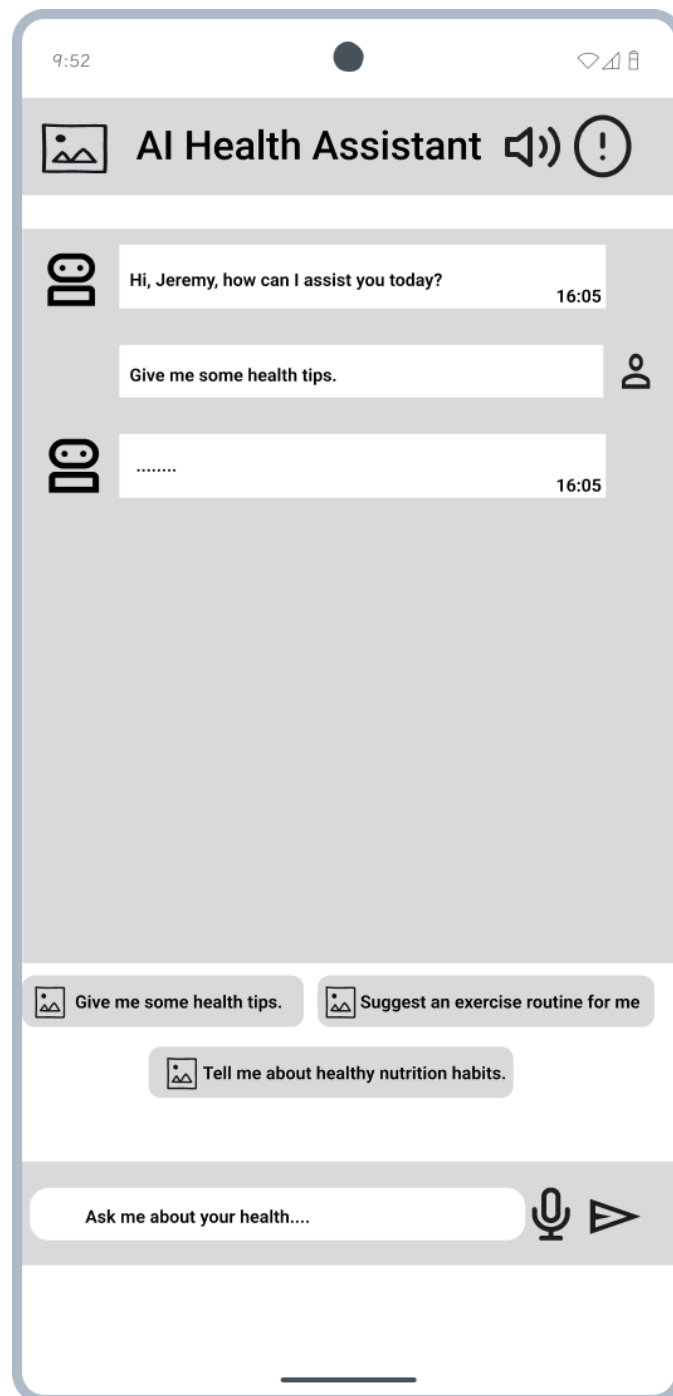 9:52
AI Health Assistant
Hi, Jeremy, how can I assist you today?
16:05
Give me some health tips.
........
16:05
Give me some health tips.
Suggest an exercise routine for me
Tell me about healthy nutrition habits.
Ask me about your health....